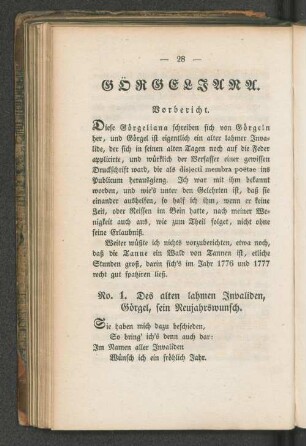 — 28 —
GÖRGELIANA.
Vorbericht.
Diese Görgeliana schreiben sich von Görgeln
her, und Görgel ist eigentlich ein alter lahmer Inva-
lide, der sich in seinen alten Tagen noch auf die Feder
applicirte, und würklich der Verfasser einer gewissen
Druckschrift ward, die als disjecti membra poetae ins
Publicum herausgieng. Ich war mit ihm bekannt
worden, und wie's unter den Gelehrten ist, daß sie
einander aushelfen, so half ich ihm, wenn er keine
Zeit, oder Reissen im Bein hatte, nach meiner We-
nigkeit auch aus, wie zum Theil folget, nicht ohne
seine Erlaubniß.
Weiter wüßte ich nichts vorzuberichten, etwa noch,
daß die Tanne ein Wald von Tannen ist, etliche
Stunden groß, darin sich's im Jahr 1776 und 1777
recht gut spatziren ließ.
No. 1. Des alten lahmen Invaliden,
Görgel, sein Neujahrswunsch.
Sie haben mich dazu beschieden,
So bring' ich's denn auch dar:
Im Namen aller Invaliden
Wünsch ich ein fröhlich Jahr.